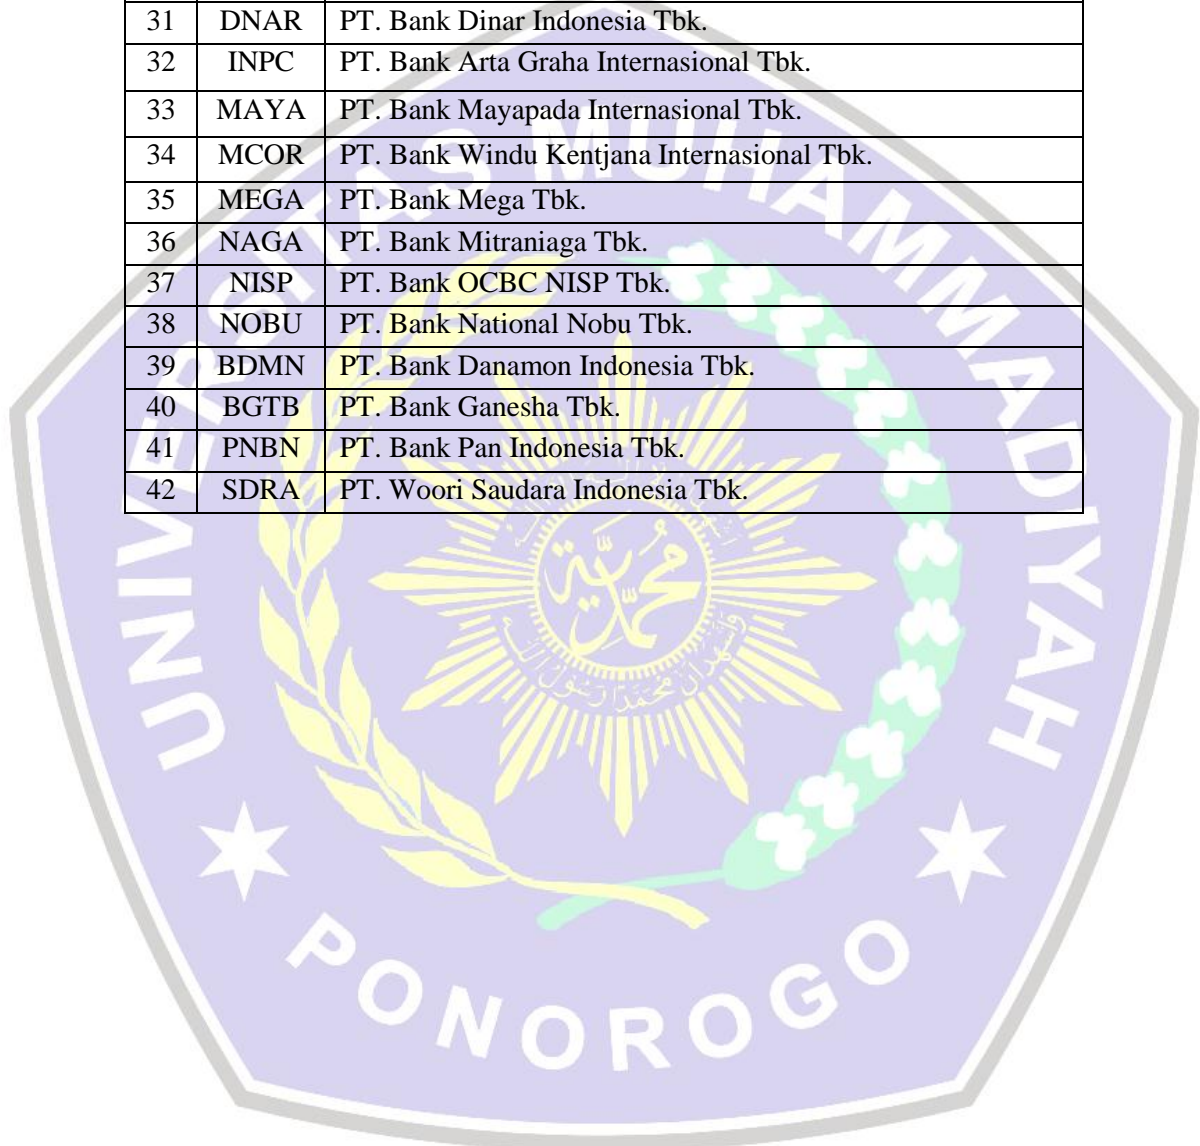 31 DNAR PT. Bank Dinar Indonesia Tbk.
32 INPC PT. Bank Arta Graha Internasional Tbk.
33 MAYA PT. Bank Mayapada Internasional Tbk.
34 MCOR PT. Bank Windu Kentjana Internasional Tbk.
35 MEGA PT. Bank Mega Tbk.
36 NAGA PT. Bank Mitraniaga Tbk.
37 NISP PT. Bank OCBC NISP Tbk.
38 NOBU PT. Bank National Nobu Tbk.
39 BDMN PT. Bank Danamon Indonesia Tbk.
40 BGTB PT. Bank Ganesha Tbk.
41 PNBN PT. Bank Pan Indonesia Tbk.
42 SDRA PT. Woori Saudara Indonesia Tbk.
UNIVERSITAS MUHAMMADIYAH
محمدية
PONOROGO